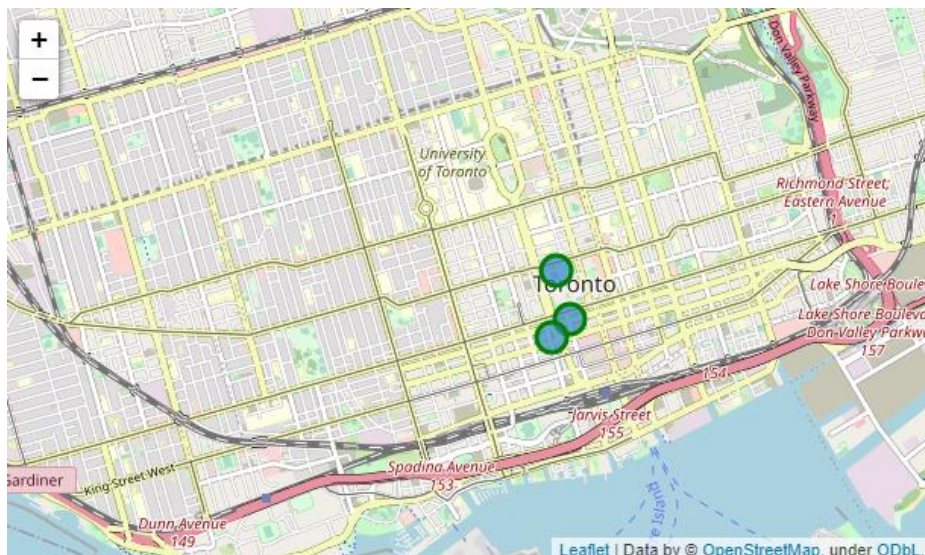 +
−
Don Valley Parkway
University
of Toronto
Richmond Street;
Eastern Avenue
1
Toronto
Lake Shore Boule
Lake Shore Bouleva
Don Valley Parkwa
157
154
Jarvis Street
155
Spadina Avenue
153
King Street West
Gardiner
Dunn Avenue
149
Leaflet | Data by © OpenStreetMap, under ODbL.